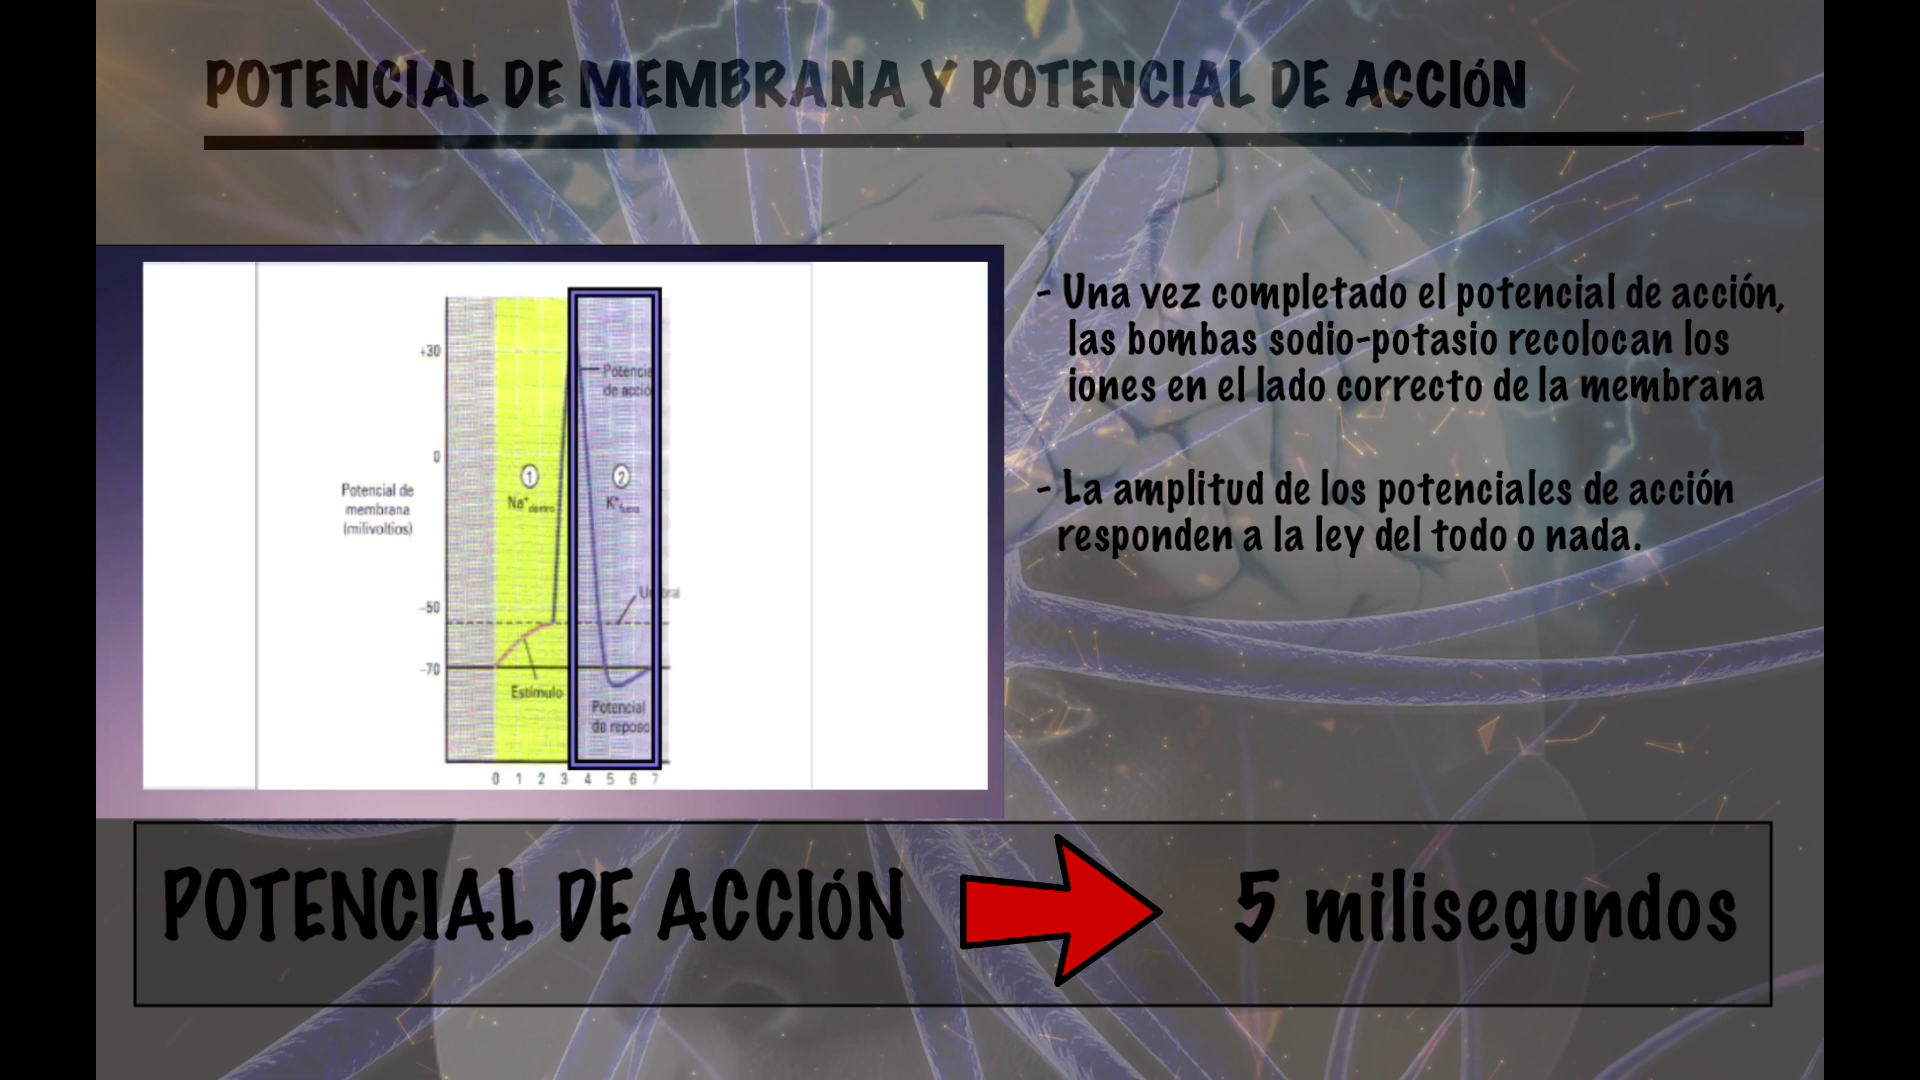 POTENCIAL DE MEMBRANA Y POTENCIAL DE ACCIÓN
+30
0
-50
-70
Potencial de
membrana
(milivoltios)
1
Na+ dentro
2
K+ fuera
Potencia
de acció
Umbral
Estímulo
Potencial
de reposo
0 1 2 3 4 5 6 7
- Una vez completado el potencial de acción,
las bombas sodio-potasio recolocan los
iones en el lado correcto de la membrana
- La amplitud de los potenciales de acción
responden a la ley del todo o nada.
POTENCIAL DE ACCIÓN
5 milisegundos